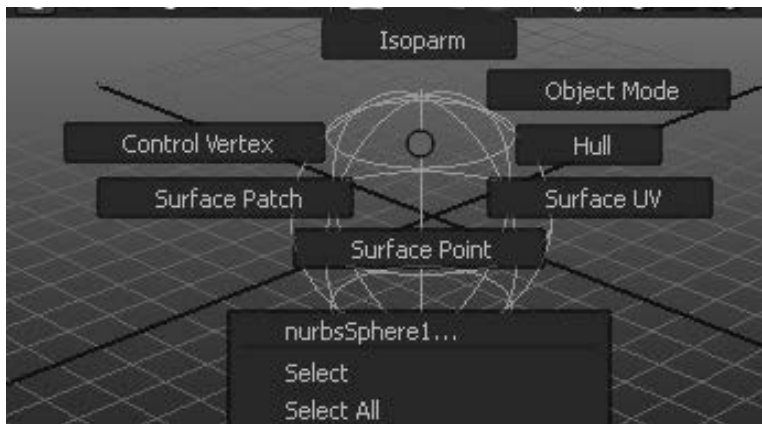 Isoparm
Object Mode
Control Vertex
Hull
Surface Patch
Surface UV
Surface Point
nurbsSphere1...
Select
Select All